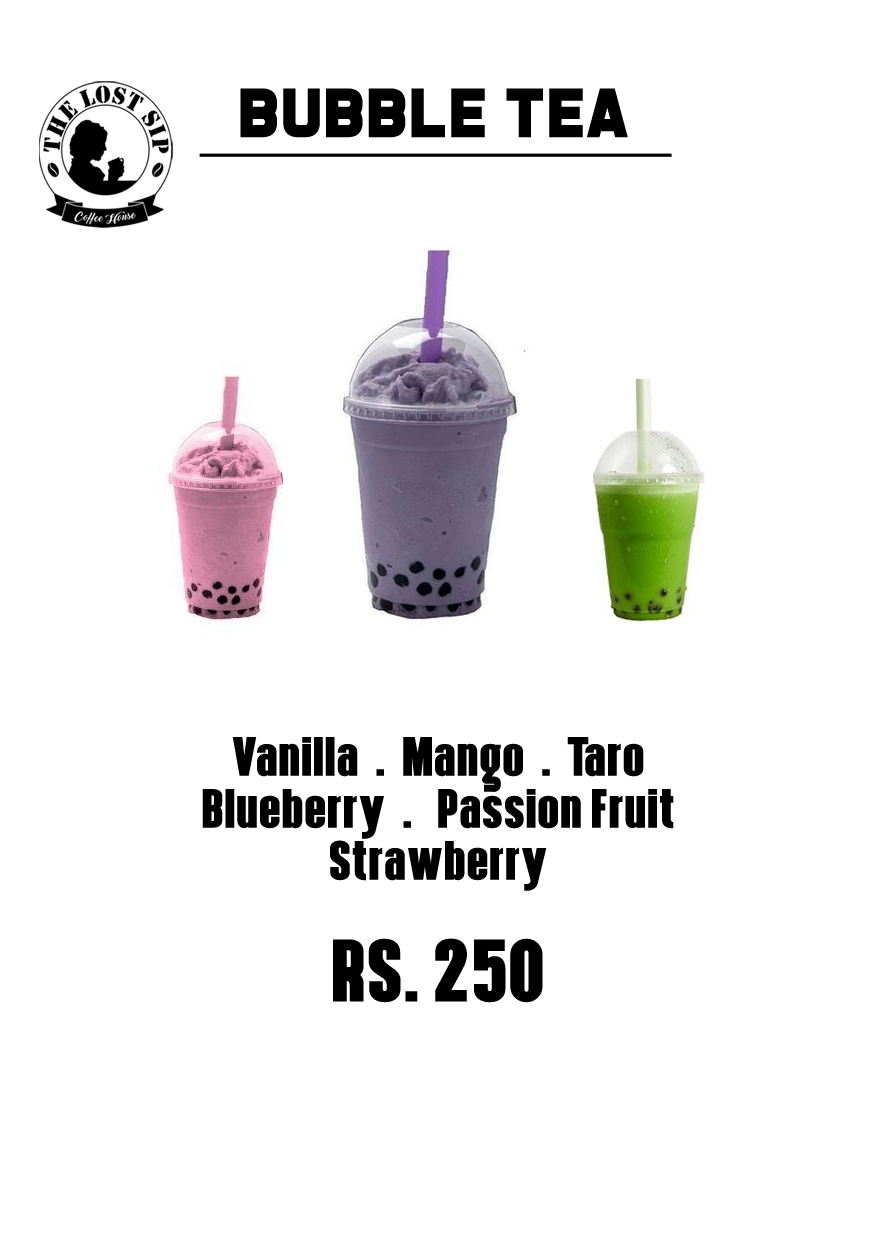 THE LOST SIP
Coffee House
BUBBLE TEA
Vanilla . Mango . Taro
Blueberry . Passion Fruit
Strawberry
RS. 250